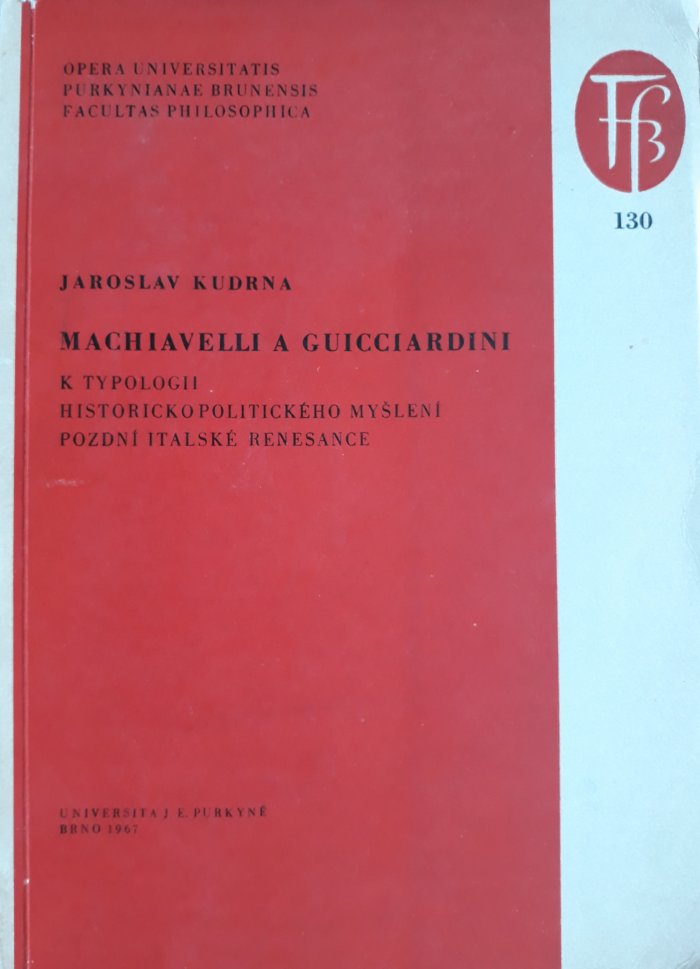 OPERA UNIVERSITATIS
PURKYNIANAE BRUNENSIS
FACULTAS PHILOSOPHICA
130
JAROSLAV KUDRNA
MACHIAVELLI A GUICCIARDINI
K TYPOLOGII
HISTORICKOPOLITICKÉHO MYŠLENÍ
POZDNÍ ITALSKÉ RENESANCE
UNIVERSITA J E. PURKYNĚ
BRNO 1967